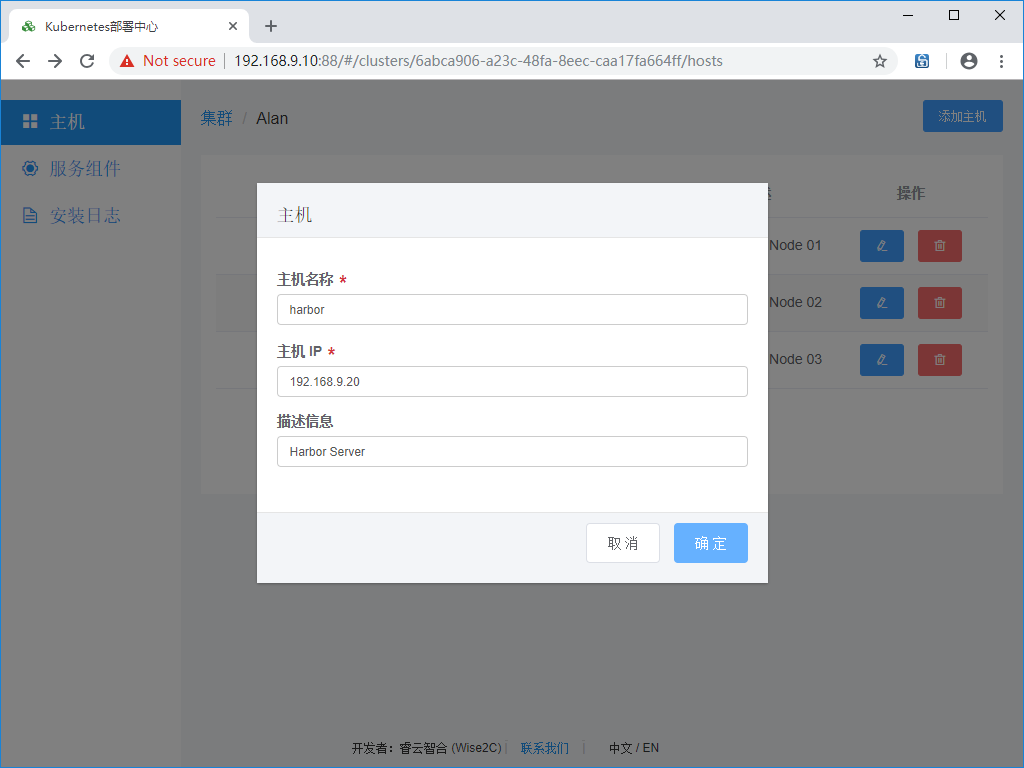 Kubernetes部署中心
Not secure 192.168.9.10:88/#/clusters/6abca906-a23c-48fa-8eec-caa17fa664ff/hosts
主机
服务组件
安装日志
集群 / Alan
添加主机
操作
Node 01
Node 02
Node 03
主机
主机名称 *
harbor
主机 IP *
192.168.9.20
描述信息
Harbor Server
取消
确定
开发者：睿云智合 (Wise2C) | 联系我们 | 中文 / EN